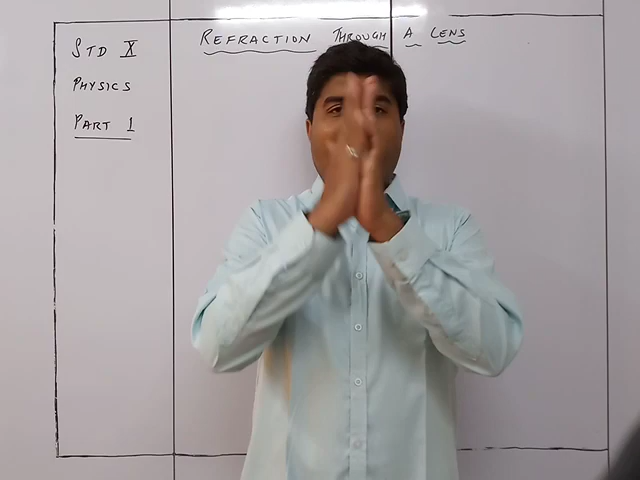 STD X
PHYSICS
PART 1
REFRACTION THROUGH A LENS